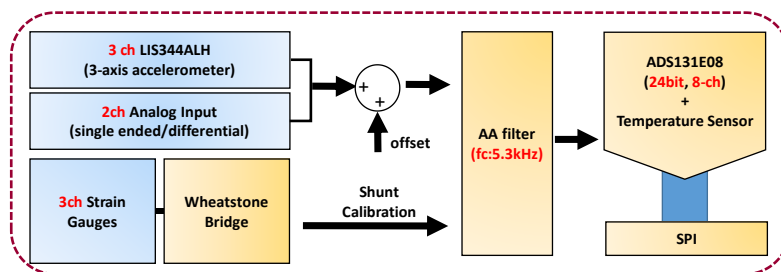 3 ch LIS344ALH
(3-axis accelerometer)
2ch Analog Input
(single ended/differential)
3ch Strain
Gauges
Wheatstone
Bridge
+
+
offset
Shunt
Calibration
AA filter
(fc:5.3kHz)
ADS131E08
(24bit, 8-ch)
+
Temperature Sensor
SPI